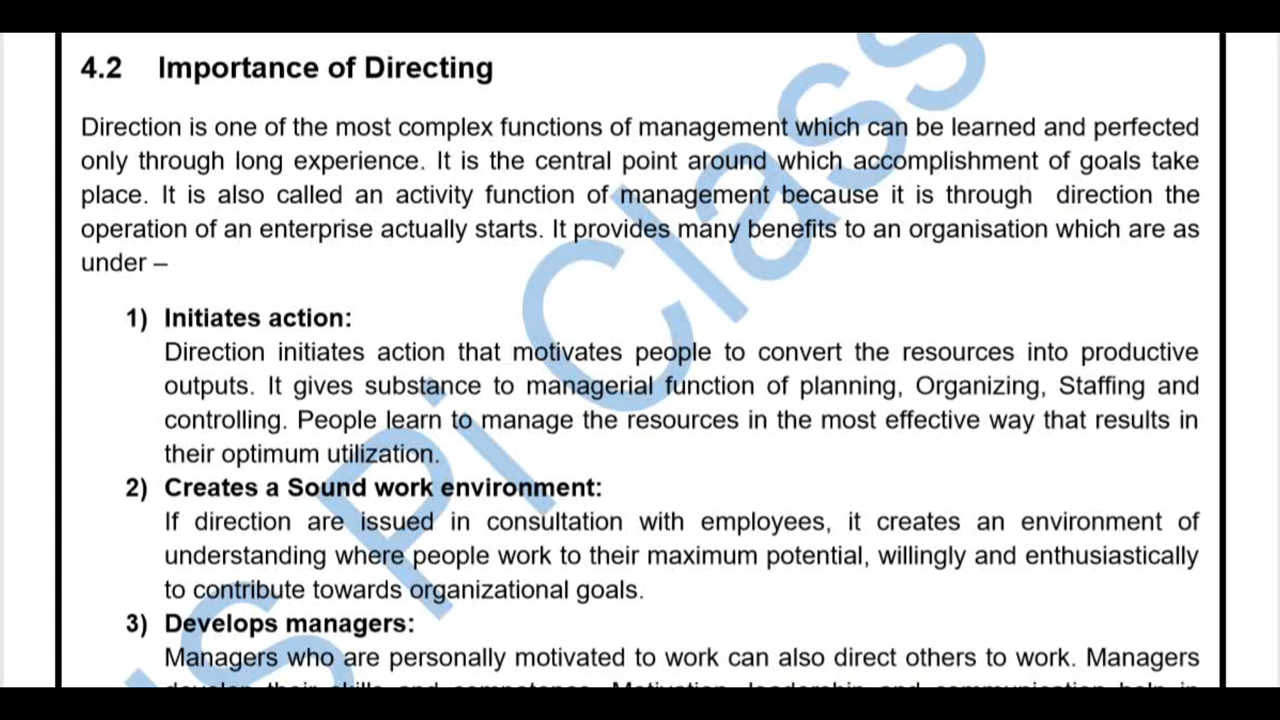 4.2 Importance of Directing
Direction is one of the most complex functions of management which can be learned and perfected
only through long experience. It is the central point around which accomplishment of goals take
place. It is also called an activity function of management because it is through direction the
operation of an enterprise actually starts. It provides many benefits to an organisation which are as
under –
1) Initiates action:
Direction initiates action that motivates people to convert the resources into productive
outputs. It gives substance to managerial function of planning, Organizing, Staffing and
controlling. People learn to manage the resources in the most effective way that results in
their optimum utilization.
2) Creates a Sound work environment:
If direction are issued in consultation with employees, it creates an environment of
understanding where people work to their maximum potential, willingly and enthusiastically
to contribute towards organizational goals.
3) Develops managers:
Managers who are personally motivated to work can also direct others to work. Managers
Pi Class